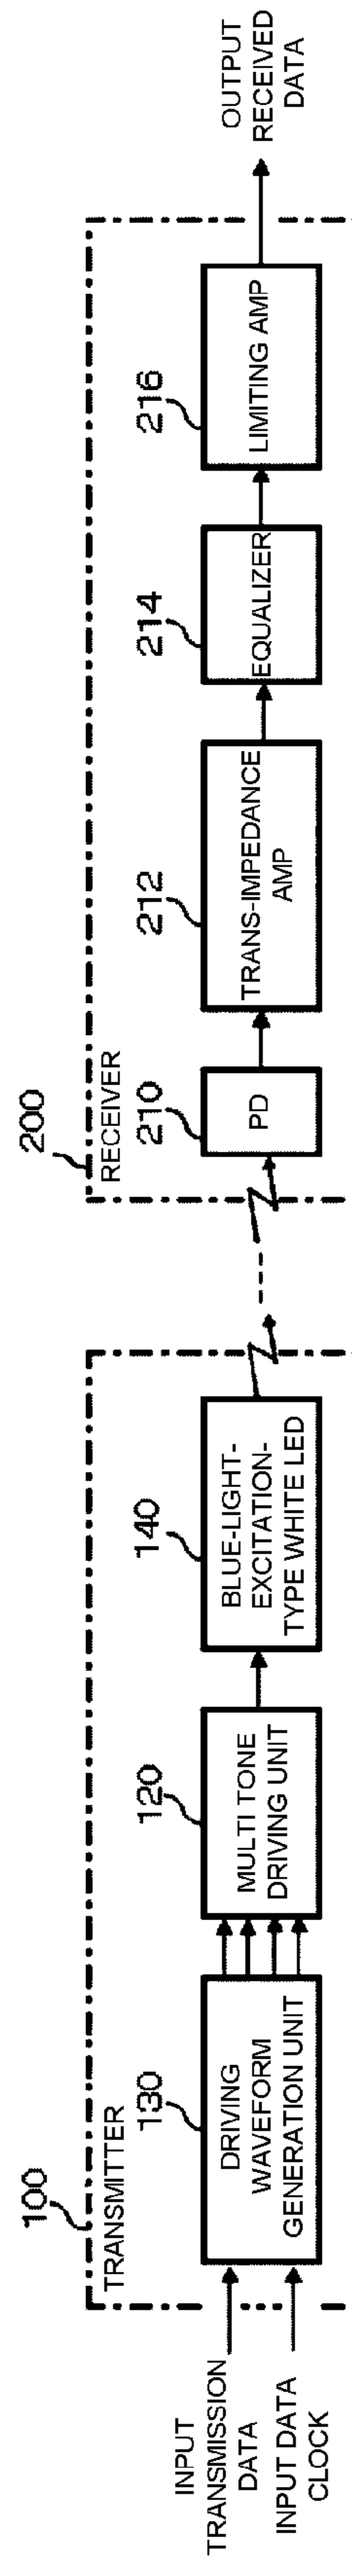 INPUT
TRANSMISSION
DATA
INPUT DATA
CLOCK
100
TRANSMITTER
130
DRIVING
WAVEFORM
GENERATION UNIT
120
MULTI TONE
DRIVING UNIT
140
BLUE-LIGHT-
EXCITATION-
TYPE WHITE LED
200
RECEIVER
210
PD
212
TRANS-IMPEDANCE
AMP
214
EQUALIZER
216
LIMITING AMP
OUTPUT
RECEIVED
DATA